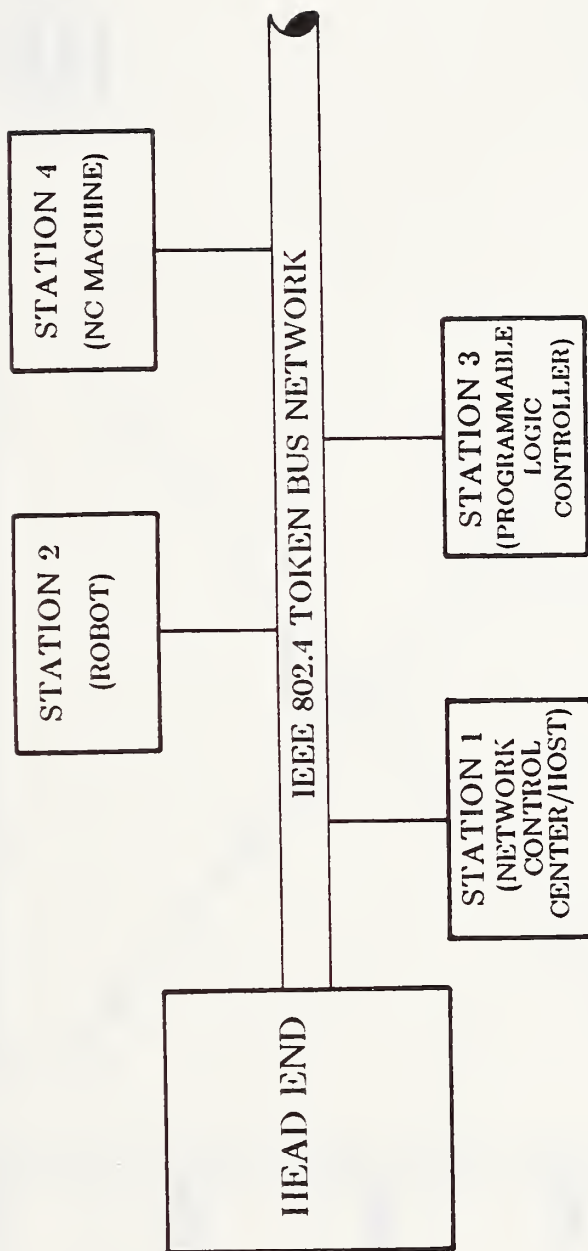 STATION 2
(ROBOT)
STATION 4
(NC MACHINE)
HEAD END
IEEE 802.4 TOKEN BUS NETWORK
STATION 1
(NETWORK
CONTROL
CENTER/HOST)
STATION 3
(PROGRAMMABLE
LOGIC
CONTROLLER)